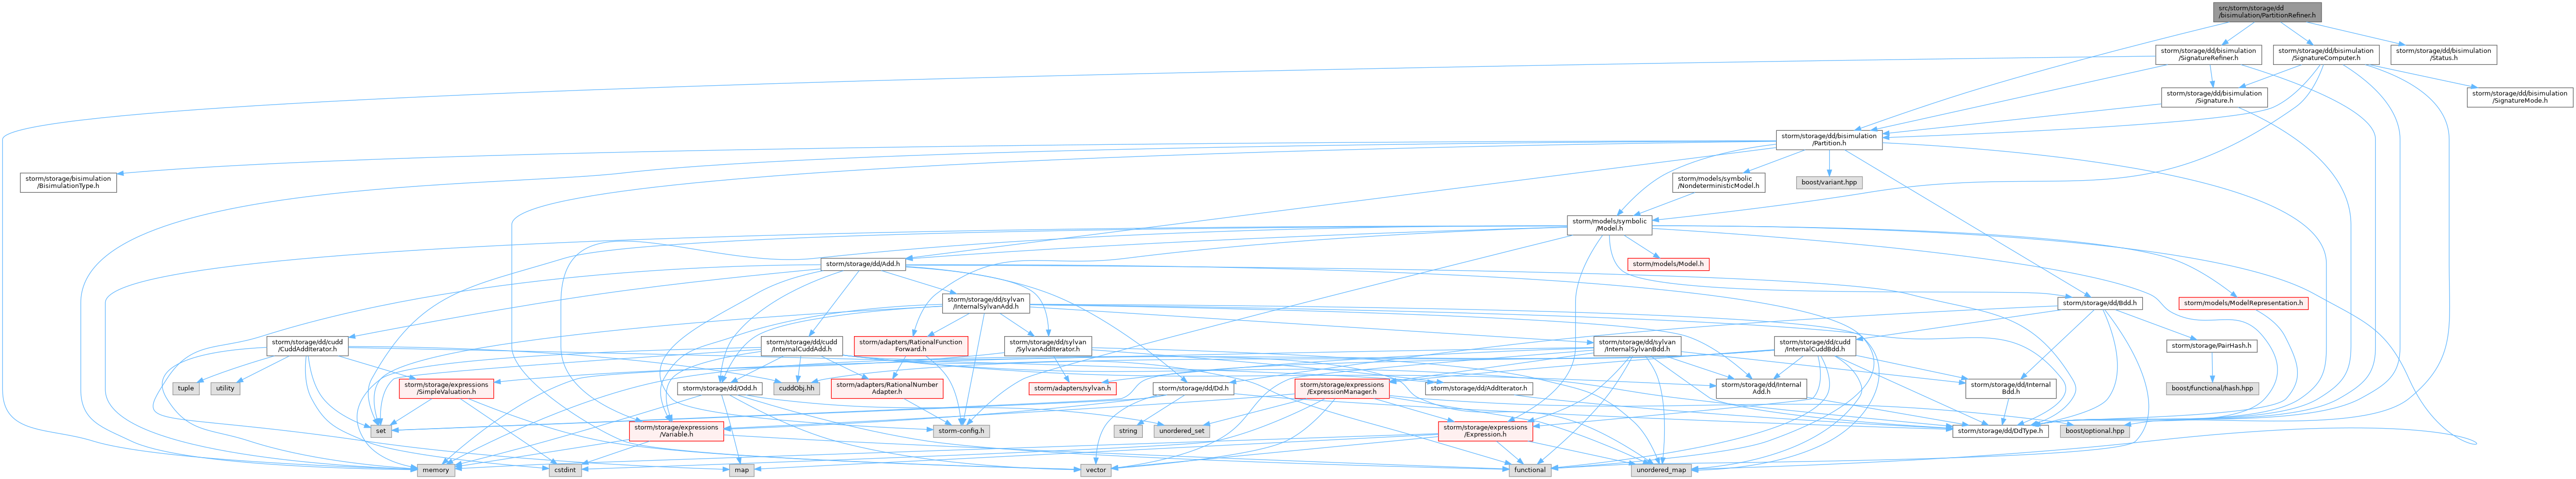 src/storm/storage/dd
/bisimulation/PartitionRefiner.h
storm/storage/dd/bisimulation
/SignatureRefiner.h
storm/storage/dd/bisimulation
/SignatureComputer.h
storm/storage/dd/bisimulation
/Status.h
storm/storage/dd/bisimulation
/Signature.h
storm/storage/dd/bisimulation
/SignatureMode.h
storm/storage/dd/bisimulation
/Partition.h
storm/storage/bisimulation
/BisimulationType.h
storm/models/symbolic
/NondeterministicModel.h
boost/variant.hpp
storm/models/symbolic
/Model.h
storm/storage/dd/Add.h
storm/models/Model.h
storm/storage/dd/sylvan
/InternalSylvanAdd.h
storm/storage/dd/Bdd.h
storm/models/ModelRepresentation.h
storm/storage/dd/cudd
/CuddAddIterator.h
storm/storage/dd/cudd
/InternalCuddAdd.h
storm/adapters/RationalFunction
Forward.h
storm/storage/dd/sylvan
/SylvanAddIterator.h
storm/storage/dd/sylvan
/InternalSylvanBdd.h
storm/storage/dd/cudd
/InternalCuddBdd.h
storm/storage/PairHash.h
tuple
utility
storm/storage/expressions
/SimpleValuation.h
storm/storage/dd/Odd.h
cuddObj.hh
storm/adapters/RationalNumber
Adapter.h
storm/adapters/sylvan.h
storm/storage/dd/Dd.h
storm/storage/expressions
/ExpressionManager.h
storm/storage/dd/AddIterator.h
storm/storage/dd/Internal
Add.h
storm/storage/dd/Internal
Bdd.h
boost/functional/hash.hpp
set
storm/storage/expressions
/Variable.h
storm-config.h
string
unordered_set
storm/storage/expressions
/Expression.h
storm/storage/dd/DdType.h
boost/optional.hpp
memory
cstdint
map
vector
functional
unordered_map